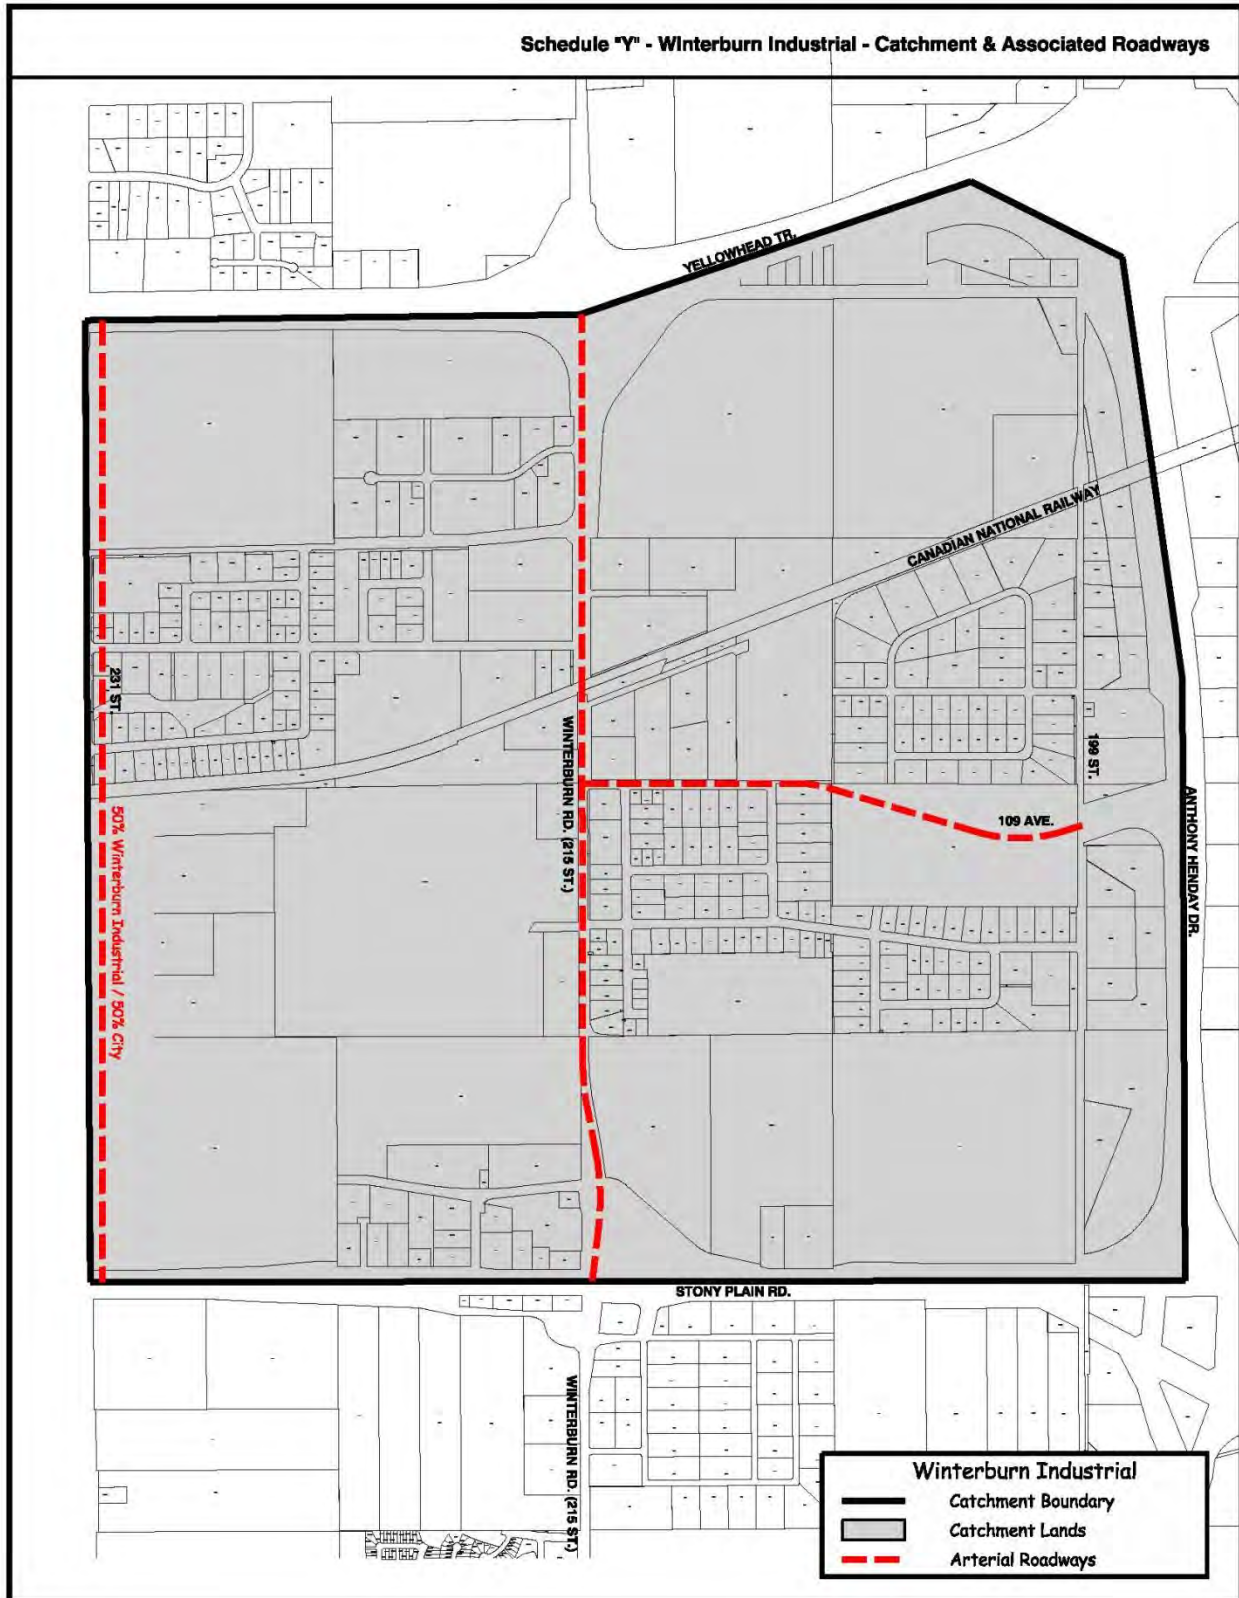 Schedule "Y" - Winterburn Industrial - Catchment & Associated Roadways
YELLOWHEAD TR.
CANADIAN NATIONAL RAILWAY
231 ST.
WINTERBURN RD. (215 ST.)
199 ST.
109 AVE.
ANTHONY HENDAY DR.
50% Winterburn Industrial / 50% City
STONY PLAIN RD.
WINTERBURN RD. (215 ST.)
Winterburn Industrial
Catchment Boundary
Catchment Lands
Arterial Roadways